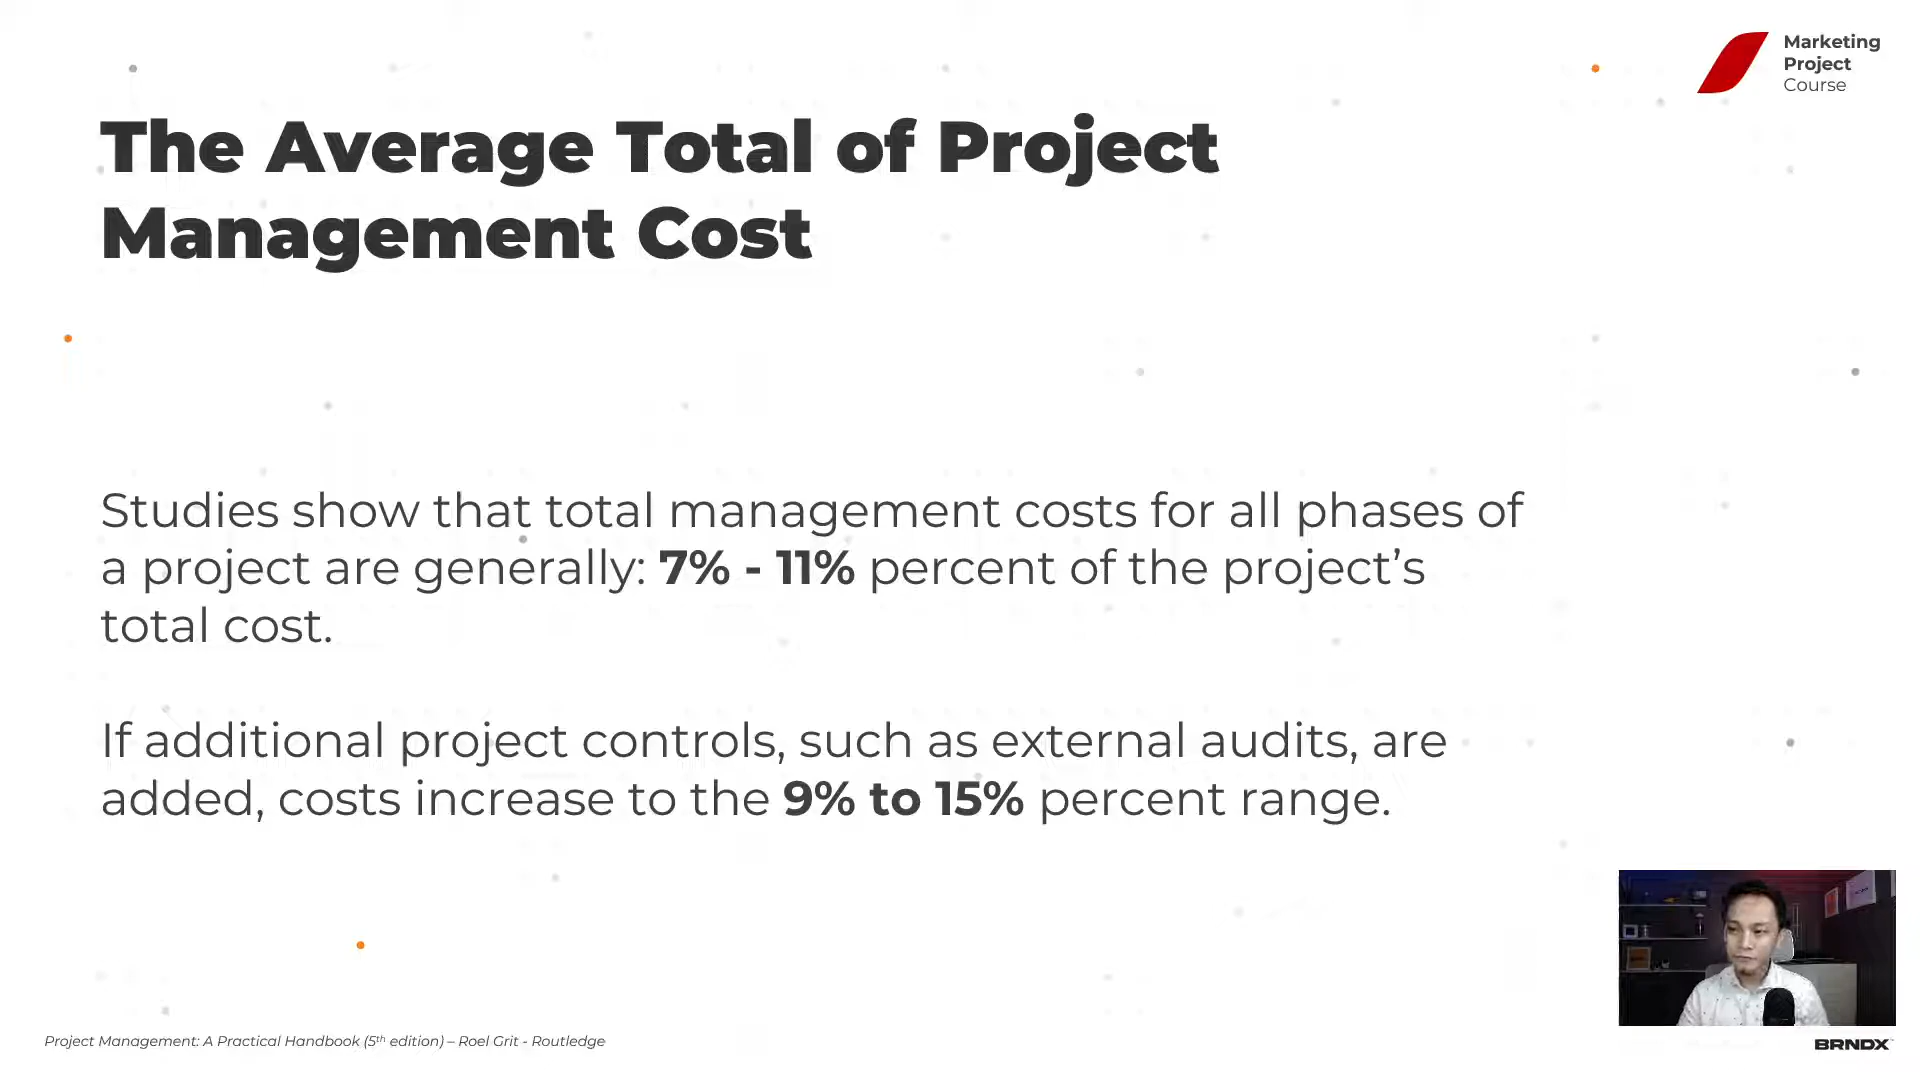 Marketing
Project
Course
The Average Total of Project
Management Cost
Studies show that total management costs for all phases of
a project are generally: 7% - 11% percent of the project’s
total cost.
If additional project controls, such as external audits, are
added, costs increase to the 9% to 15% percent range.
Project Management: A Practical Handbook (5th edition) – Roel Grit - Routledge
BRNDX